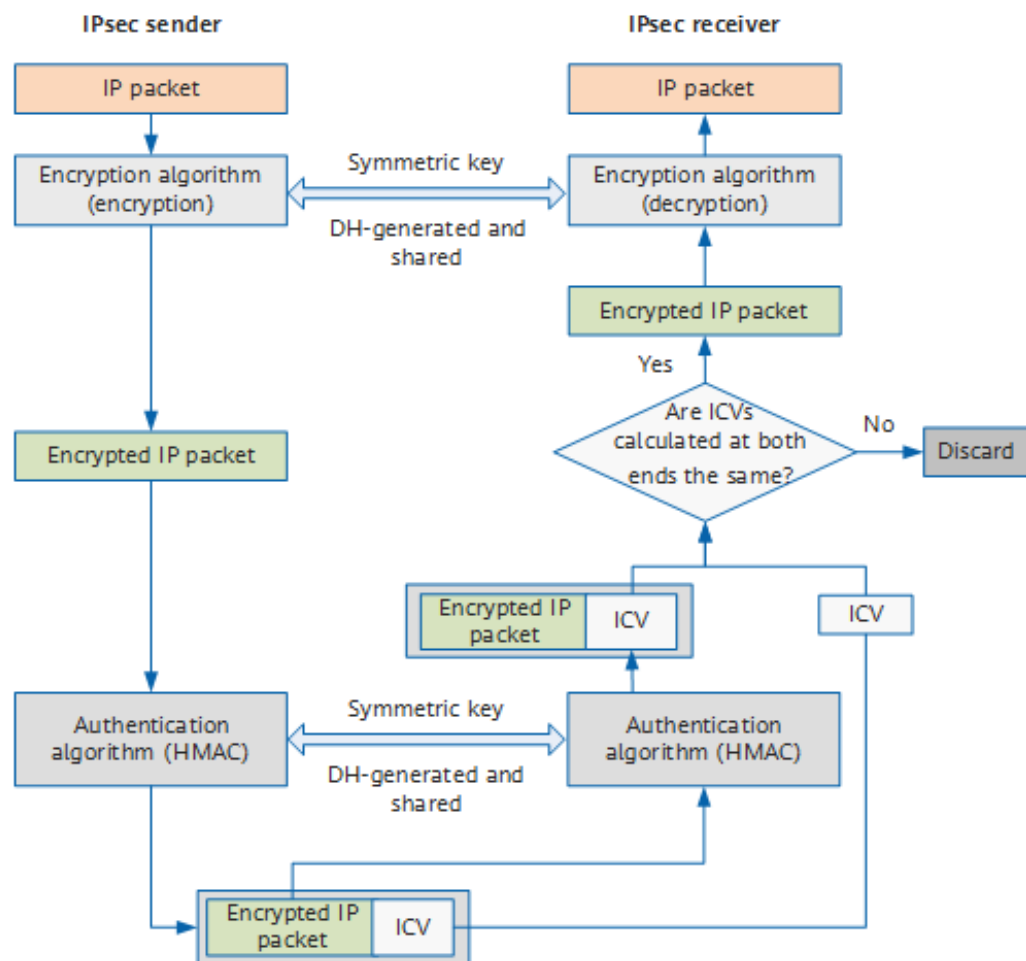 IPsec sender
IPsec receiver
IP packet
IP packet
Encryption algorithm
(encryption)
Symmetric key
DH-generated and
shared
Encryption algorithm
(decryption)
Encrypted IP packet
Yes
Are ICVs
calculated at both
ends the same?
No
Discard
Encrypted IP packet
Encrypted IP
packet
ICV
ICV
Authentication
algorithm (HMAC)
Symmetric key
DH-generated and
shared
Authentication
algorithm (HMAC)
Encrypted IP
packet
ICV